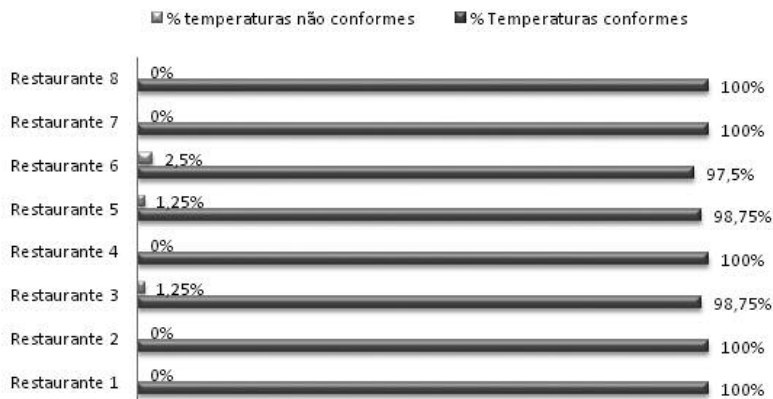 % temperaturas não conformes % Temperaturas conformes
Restaurante 8 0% 100%
Restaurante 7 0% 100%
Restaurante 6 2,5% 97,5%
Restaurante 5 1,25% 98,75%
Restaurante 4 0% 100%
Restaurante 3 1,25% 98,75%
Restaurante 2 0% 100%
Restaurante 1 0% 100%